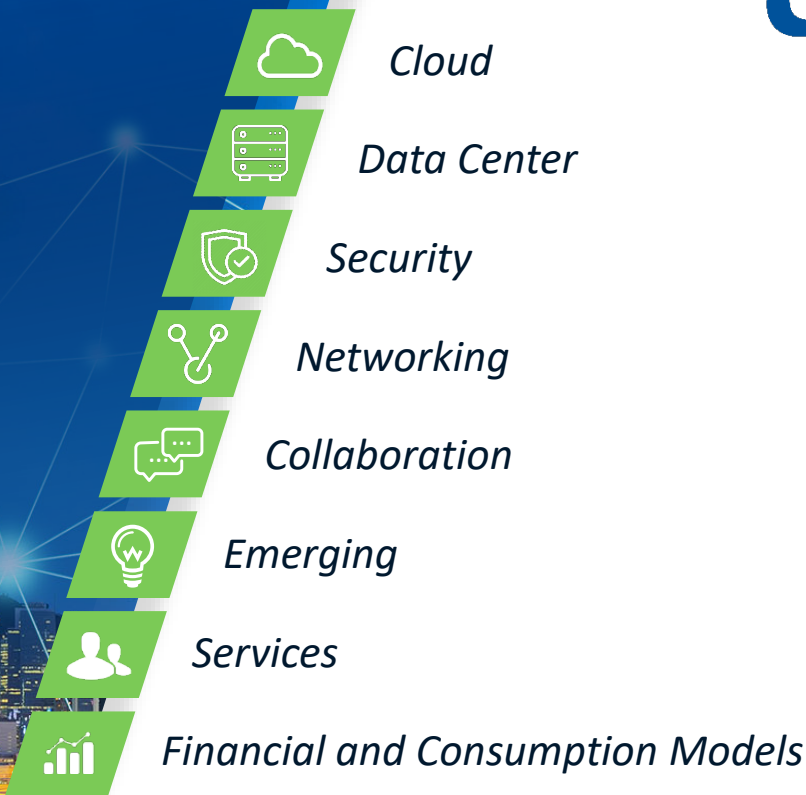 Cloud
Data Center
Security
Networking
Collaboration
Emerging
Services
Financial and Consumption Models